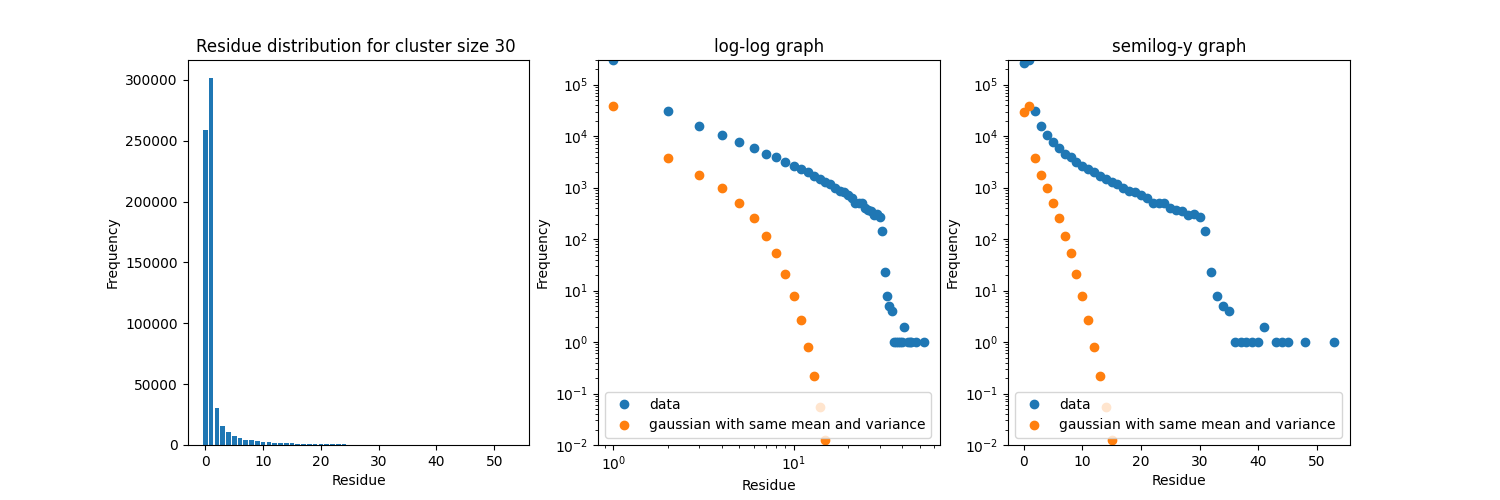 Residue distribution for cluster size 30
300000
250000
200000
150000
100000
50000
0
Frequency
0 10 20 30 40 50
Residue
log-log graph
10^5
10^4
10^3
10^2
10^1
10^0
10^-1
10^-2
Frequency
data
gaussian with same mean and variance
10^0 10^1
Residue
semilog-y graph
10^5
10^4
10^3
10^2
10^1
10^0
10^-1
10^-2
Frequency
data
gaussian with same mean and variance
0 10 20 30 40 50
Residue